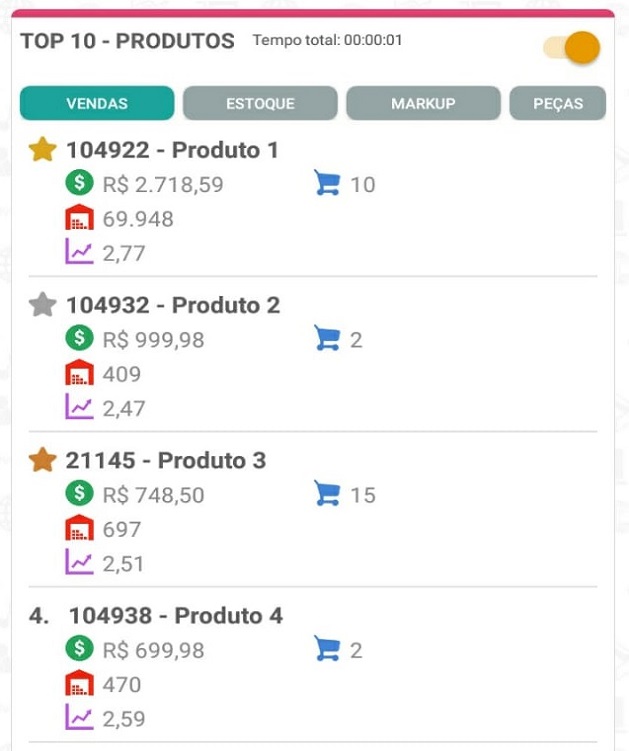 TOP 10 - PRODUTOS Tempo total: 00:00:01
VENDAS ESTOQUE MARKUP PEÇAS
104922 - Produto 1
R$ 2.718,59 10
69.948
2,77
104932 - Produto 2
R$ 999,98 2
409
2,47
21145 - Produto 3
R$ 748,50 15
697
2,51
4. 104938 - Produto 4
R$ 699,98 2
470
2,59